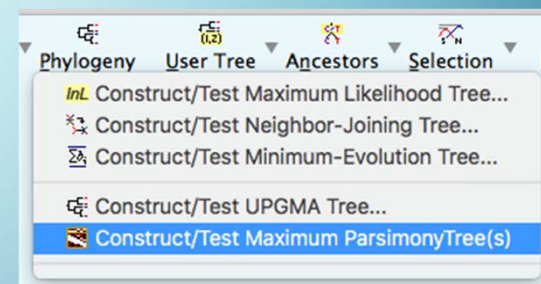 Phylogeny User Tree Ancestors Selection
lnL Construct/Test Maximum Likelihood Tree...
Construct/Test Neighbor-Joining Tree...
Construct/Test Minimum-Evolution Tree...
Construct/Test UPGMA Tree...
Construct/Test Maximum ParsimonyTree(s)